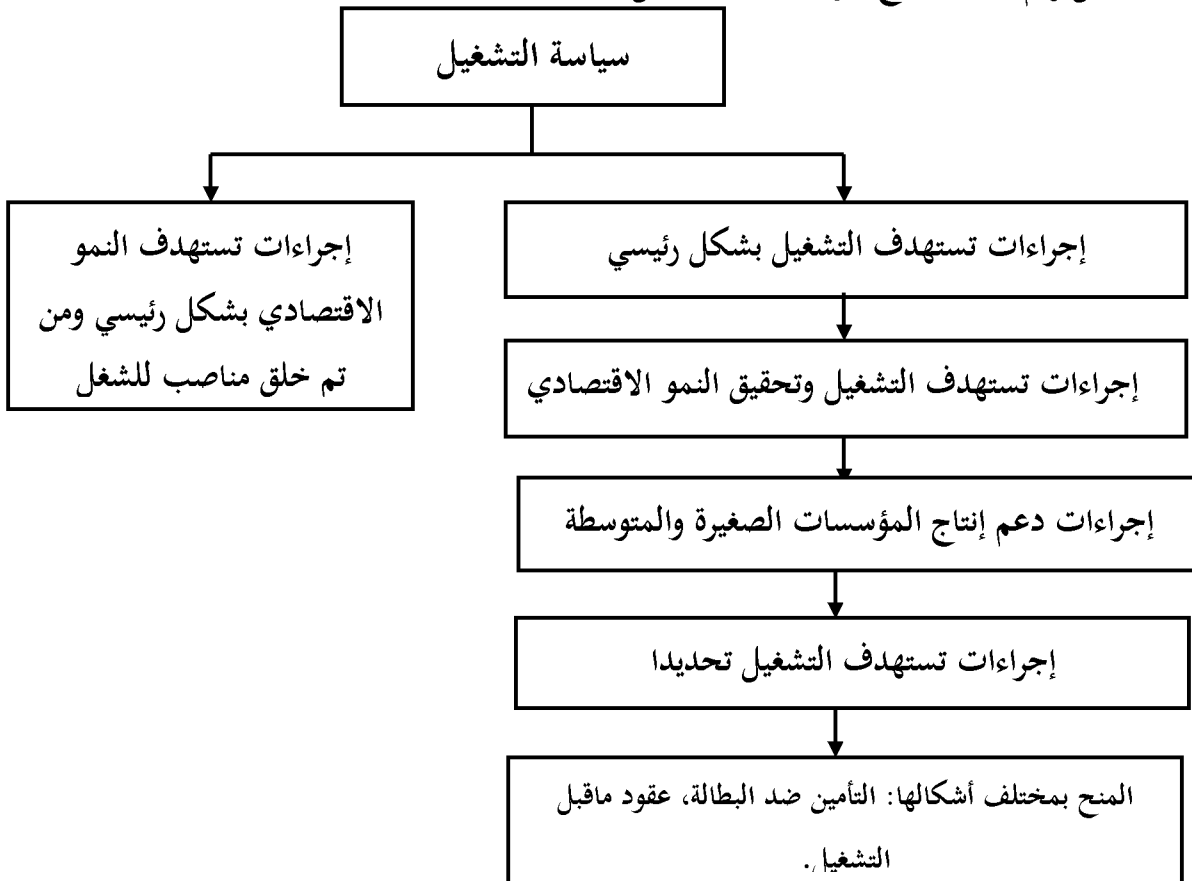 سياسة التشغيل
إجراءات تستهدف التشغيل بشكل رئيسي
إجراءات تستهدف النمو
الاقتصادي بشكل رئيسي ومن
تم خلق مناصب للشغل
إجراءات تستهدف التشغيل وتحقيق النمو الاقتصادي
إجراءات دعم إنتاج المؤسسات الصغيرة والمتوسطة
إجراءات تستهدف التشغيل تحديدا
المنح بمختلف أشكالها: التأمين ضد البطالة، عقود ماقبل
التشغيل.